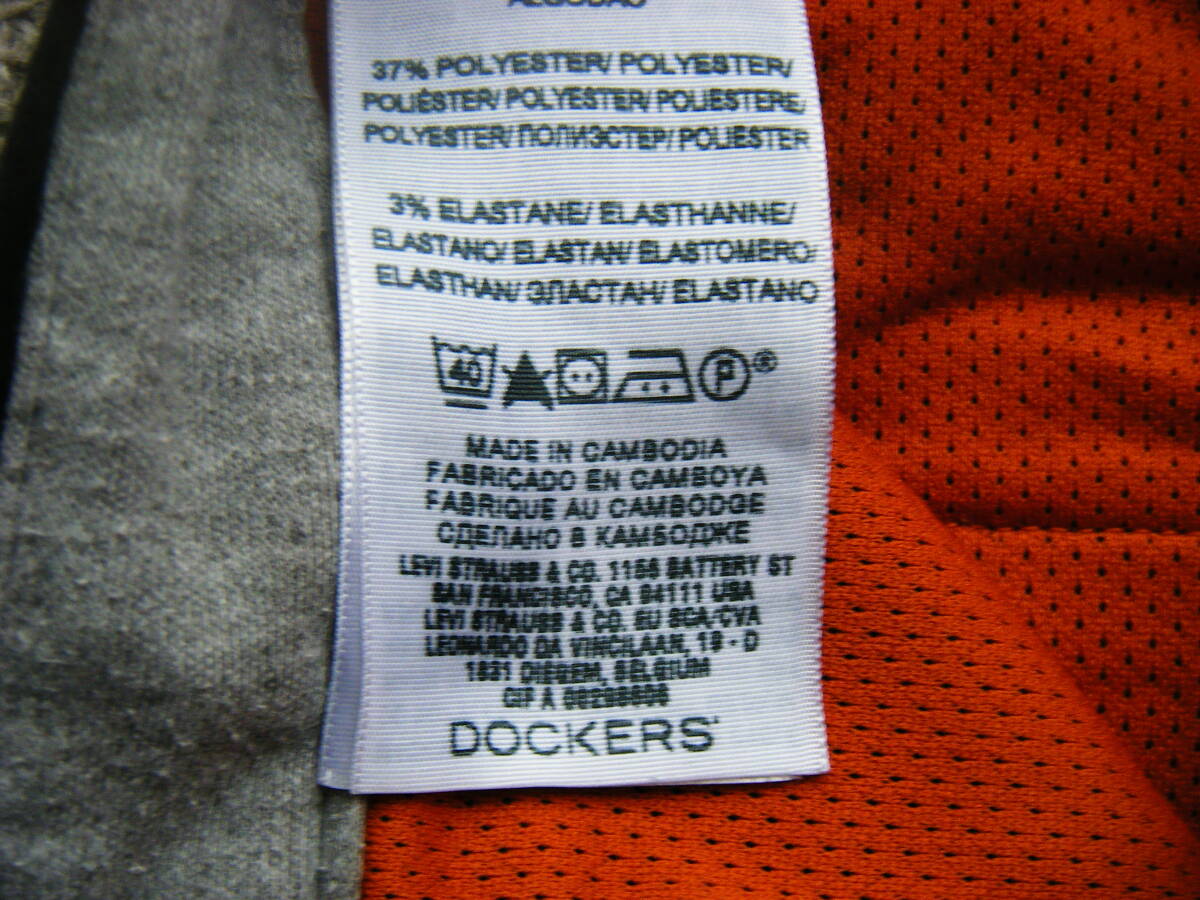 ALGODÃO
37% POLYESTER/ POLYESTER/
POLIÉSTER/ POLYESTER/ POLIESTERE/
POLYESTER/ ПОЛИЭСТЕР/ POLIESTER
3% ELASTANE/ ELASTHANNE/
ELASTANO/ ELASTAN/ ELASTOMERO/
ELASTHAN/ ЭЛАСТАН/ ELASTANO
40 P ®
MADE IN CAMBODIA
FABRICADO EN CAMBOYA
FABRIQUE AU CAMBODGE
СДЕЛАНО В КАМБОДЖЕ
LEVI STRAUSS & CO. 1155 BATTERY ST
SAN FRANCISCO, CA 94111 USA
LEVI STRAUSS & CO. EU SCA/CVA
LEONARDO DA VINCILAAN, 19 - D
1831 DIEGEM, BELGIUM
CIF A
DOCKERS